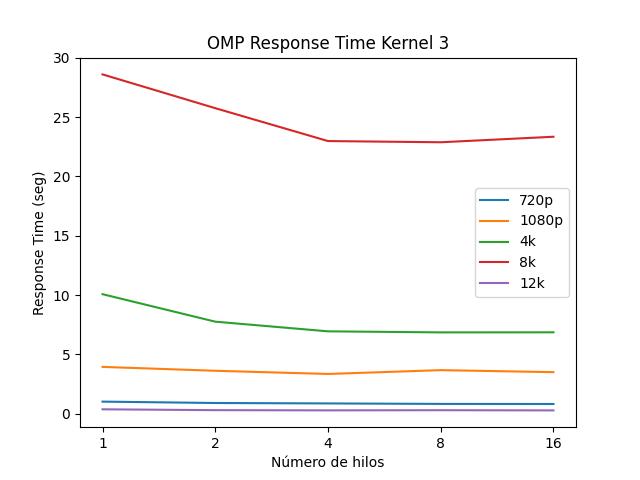 OMP Response Time Kernel 3
Response Time (seg)
30
25
20
15
10
5
0
720p
1080p
4k
8k
12k
1 2 4 8 16
Número de hilos